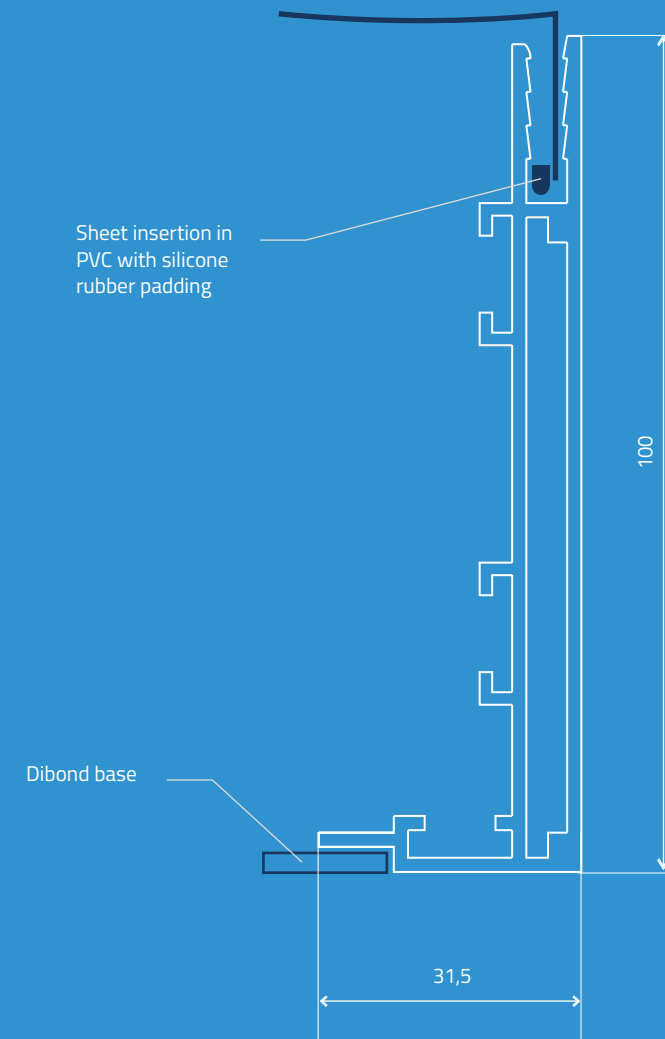 Sheet insertion in
PVC with silicone
rubber padding
100
Dibond base
31,5